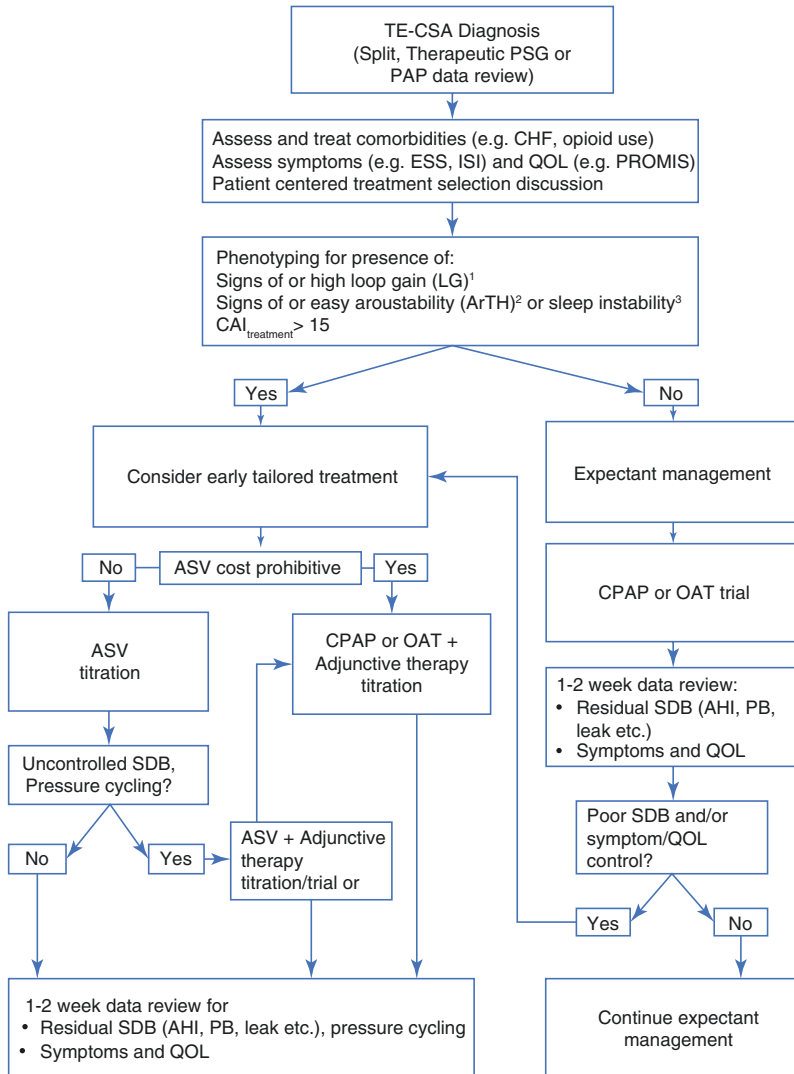 TE-CSA Diagnosis
(Split, Therapeutic PSG or
PAP data review)
Assess and treat comorbidities (e.g. CHF, opioid use)
Assess symptoms (e.g. ESS, ISI) and QOL (e.g. PROMIS)
Patient centered treatment selection discussion
Phenotyping for presence of:
Signs of or high loop gain (LG)¹
Signs of or easy aroustability (ArTH)² or sleep instability³
CAI treatment > 15
Yes
No
Consider early tailored treatment
Expectant management
No
ASV cost prohibitive
Yes
CPAP or OAT trial
ASV
titration
CPAP or OAT +
Adjunctive therapy
titration
1-2 week data review:
• Residual SDB (AHI, PB,
leak etc.)
• Symptoms and QOL
Uncontrolled SDB,
Pressure cycling?
Poor SDB and/or
symptom/QOL
control?
No
Yes
ASV + Adjunctive
therapy
titration/trial or
Yes
No
1-2 week data review for
• Residual SDB (AHI, PB, leak etc.), pressure cycling
• Symptoms and QOL
Continue expectant
management